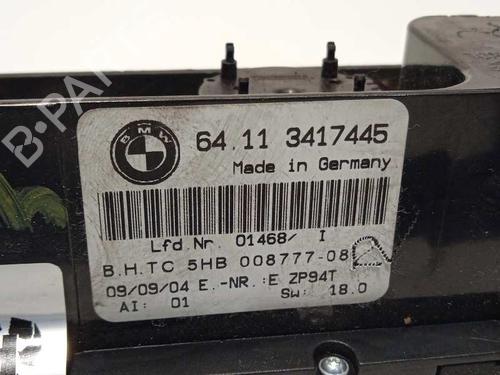 B-PARTS
BMW
64.11 3417445
Made in Germany
Lfd.Nr. 01468/ I
B.H.TC 5HB 008777-08
09/09/04 E.-NR.:E ZP94T
AI: 01 Sw: 18.0